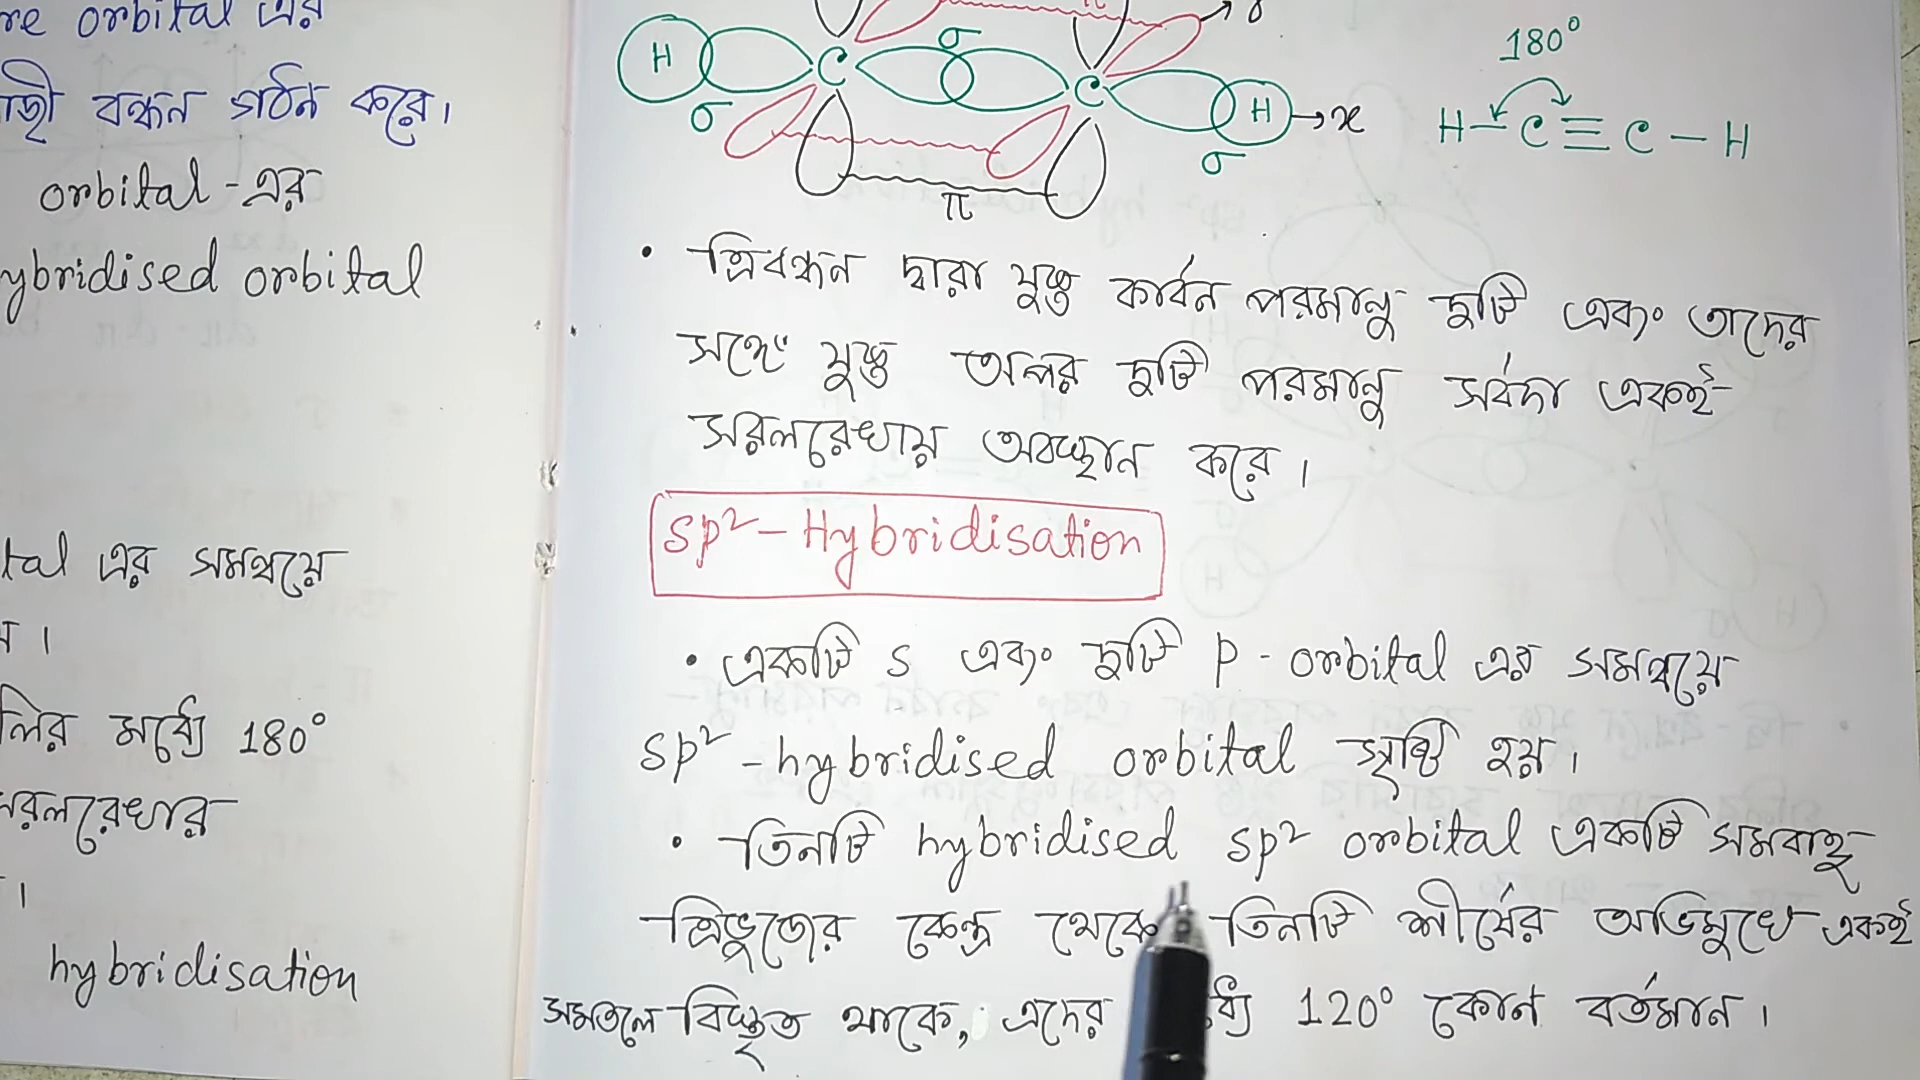 orbital এর
বন্ধন গঠন করে।
orbital-এর
ybridised orbital
tal এর সমন্বয়ে
লির মধ্যে 180°
সরলরেখার
।
hybridisation
π
H C σ C H → x
σ σ
π
180°
H - C ≡ C - H
• ত্রিবন্ধন দ্বারা যুক্ত কার্বন পরমানু দুটি এবং তাদের
সঙ্গে যুক্ত অপর দুটি পরমানু সর্বদা একই
সরলরেখায় অবস্থান করে।
sp²-Hybridisation
• একটি s এবং দুটি p-orbital এর সমন্বয়ে
sp²-hybridised orbital সৃষ্টি হয়।
• তিনটি hybridised sp² orbital একটি সমবাহু
ত্রিভুজের কেন্দ্র থেকে তিনটি শীর্ষের অভিমুখে একই
সমতলে বিস্তৃত থাকে, এদের 120° কোন বর্তমান।